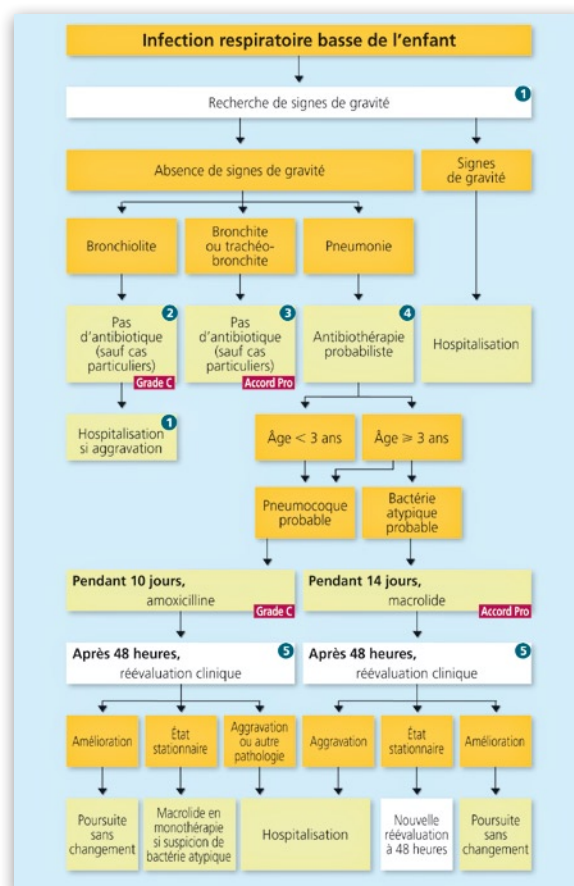 Infection respiratoire basse de l'enfant
Recherche de signes de gravité
1
Absence de signes de gravité
Signes
de gravité
Bronchiolite
Bronchite
ou trachéo-
bronchite
Pneumonie
2
Pas
d'antibiotique
(sauf cas
particuliers)
Grade C
3
Pas
d'antibiotique
(sauf cas
particuliers)
Accord Pro
4
Antibiothérapie
probabiliste
Hospitalisation
1
Hospitalisation
si aggravation
Âge < 3 ans
Âge ≥ 3 ans
Pneumocoque
probable
Bactérie
atypique
probable
Pendant 10 jours,
amoxicilline
Grade C
Pendant 14 jours,
macrolide
Accord Pro
Après 48 heures,
réévaluation clinique
5
Après 48 heures,
réévaluation clinique
5
Amélioration
État
stationnaire
Aggravation
ou autre
pathologie
Aggravation
État
stationnaire
Amélioration
Poursuite
sans
changement
Macrolide en
monothérapie
si suspicion de
bactérie atypique
Hospitalisation
Nouvelle
réévaluation
à 48 heures
Poursuite
sans
changement